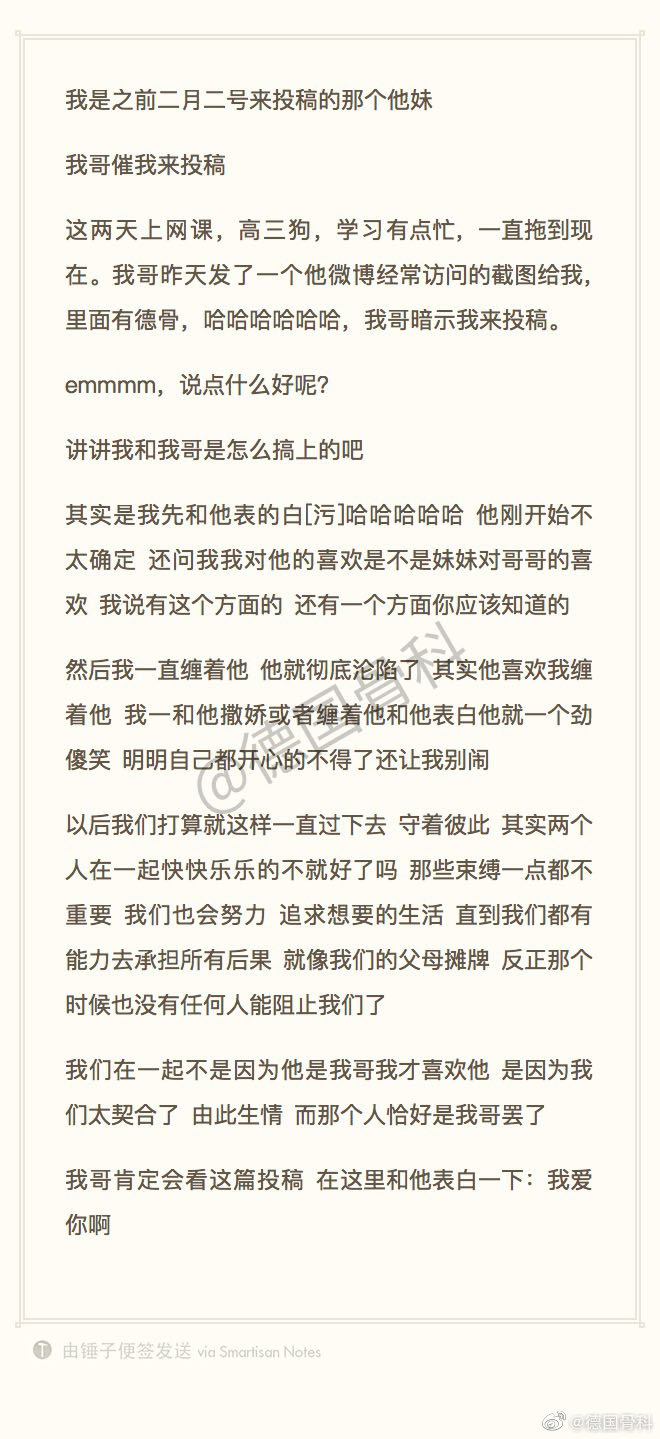 我是之前二月二号来投稿的那个他妹
我哥催我来投稿
这两天上网课，高三狗，学习有点忙，一直拖到现
在。我哥昨天发了一个他微博经常访问的截图给我，
里面有德骨，哈哈哈哈哈哈，我哥暗示我来投稿。
emmmm，说点什么好呢？
讲讲我和我哥是怎么搞上的吧
其实是我先和他表的白[污]哈哈哈哈哈 他刚开始不
太确定 还问我我对他的喜欢是不是妹妹对哥哥的喜
欢 我说有这个方面的 还有一个方面你应该知道的
然后我一直缠着他 他就彻底沦陷了 其实他喜欢我缠
着他 我一和他撒娇或者缠着他和他表白他就一个劲
傻笑 明明自己都开心的不得了还让我别闹
以后我们打算就这样一直过下去 守着彼此 其实两个
人在一起快快乐乐的不就好了吗 那些束缚一点都不
重要 我们也会努力 追求想要的生活 直到我们都有
能力去承担所有后果 就像我们的父母摊牌 反正那个
时候也没有任何人能阻止我们了
我们在一起不是因为他是我哥我才喜欢他 是因为我
们太契合了 由此生情 而那个人恰好是我哥罢了
我哥肯定会看这篇投稿 在这里和他表白一下：我爱
你啊
@德国骨科
由锤子便签发送 via Smartisan Notes
@德国骨科